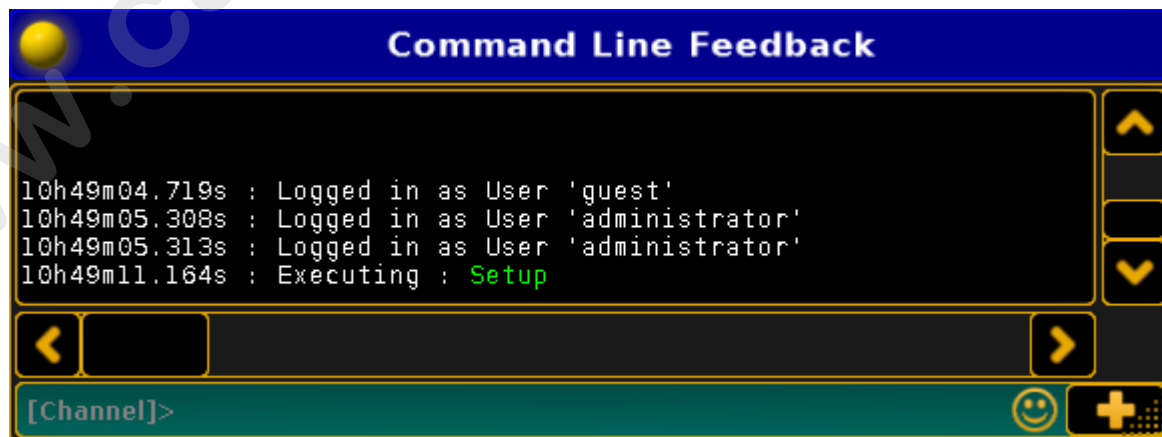 Command Line Feedback
10h49m04.719s : Logged in as User 'guest'
10h49m05.308s : Logged in as User 'administrator'
10h49m05.313s : Logged in as User 'administrator'
10h49m11.164s : Executing : Setup
[Channel]>